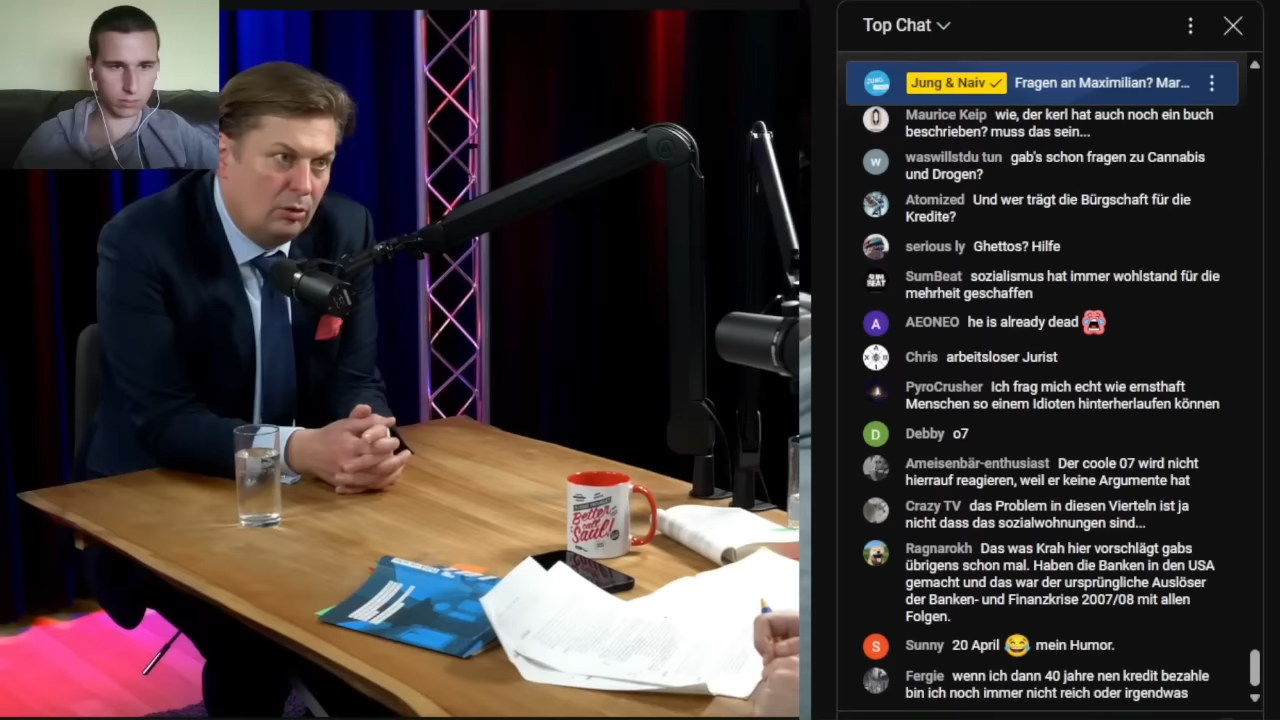 Top Chat
Jung & Naiv Fragen an Maximilian? Mar...
Maurice Keip wie, der kerl hat auch noch ein buch
beschrieben? muss das sein...
W
waswillstdu tun gab's schon fragen zu Cannabis
und Drogen?
Atomized Und wer trägt die Bürgschaft für die
Kredite?
serious ly Ghettos? Hilfe
SumBeat sozialismus hat immer wohlstand für die
mehrheit geschaffen
A
AEONEO he is already dead
Chris arbeitsloser Jurist
PyroCrusher Ich frag mich echt wie ernsthaft
Menschen so einem Idioten hinterherlaufen können
D
Debby o7
Ameisenbär-enthusiast Der coole 07 wird nicht
hierrauf reagieren, weil er keine Argumente hat
Crazy TV das Problem in diesen Vierteln ist ja
nicht dass das sozialwohnungen sind...
Ragnarokh Das was Krah hier vorschlägt gabs
übrigens schon mal. Haben die Banken in den USA
gemacht und das war der ursprüngliche Auslöser
der Banken- und Finanzkrise 2007/08 mit allen
Folgen.
S
Sunny 20 April 😂 mein Humor.
Fergie wenn ich dann 40 jahre nen kredit bezahle
bin ich noch immer nicht reich oder irgendwas
Better
call
Saul!